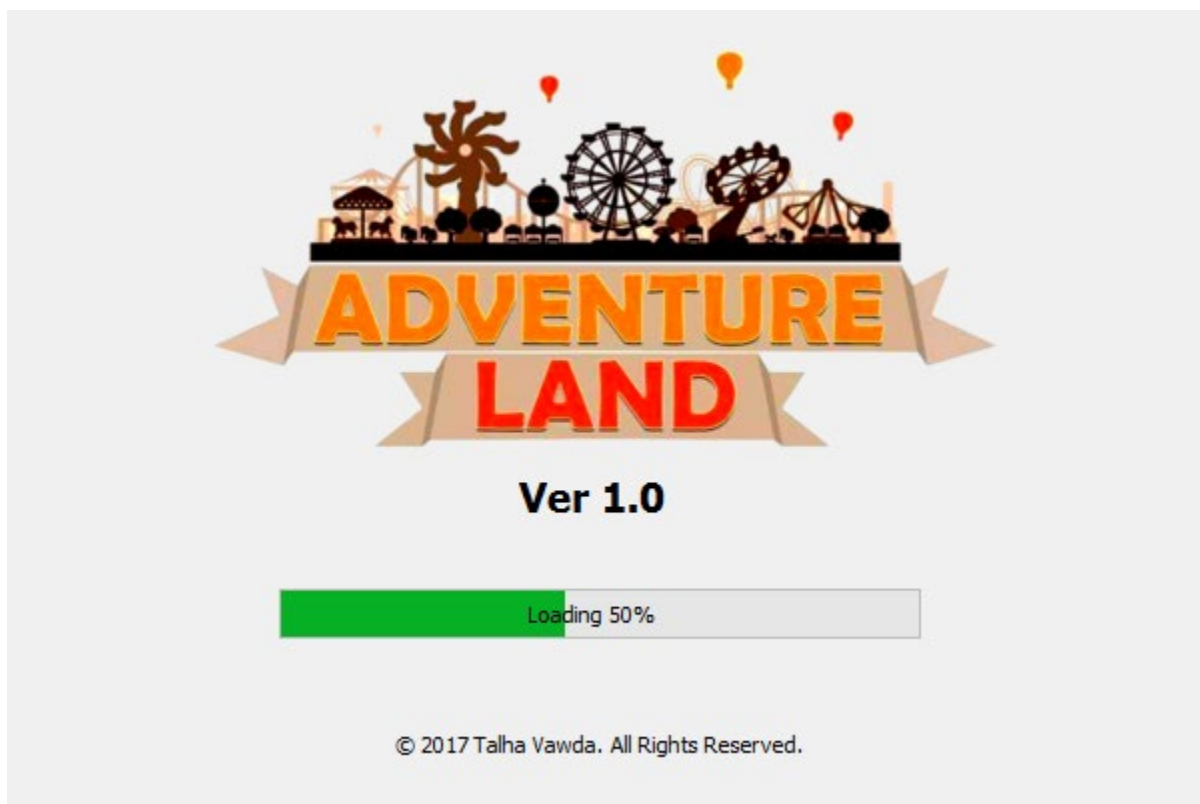 ADVENTURE
LAND
Ver 1.0
Loading 50%
© 2017 Talha Vawda. All Rights Reserved.